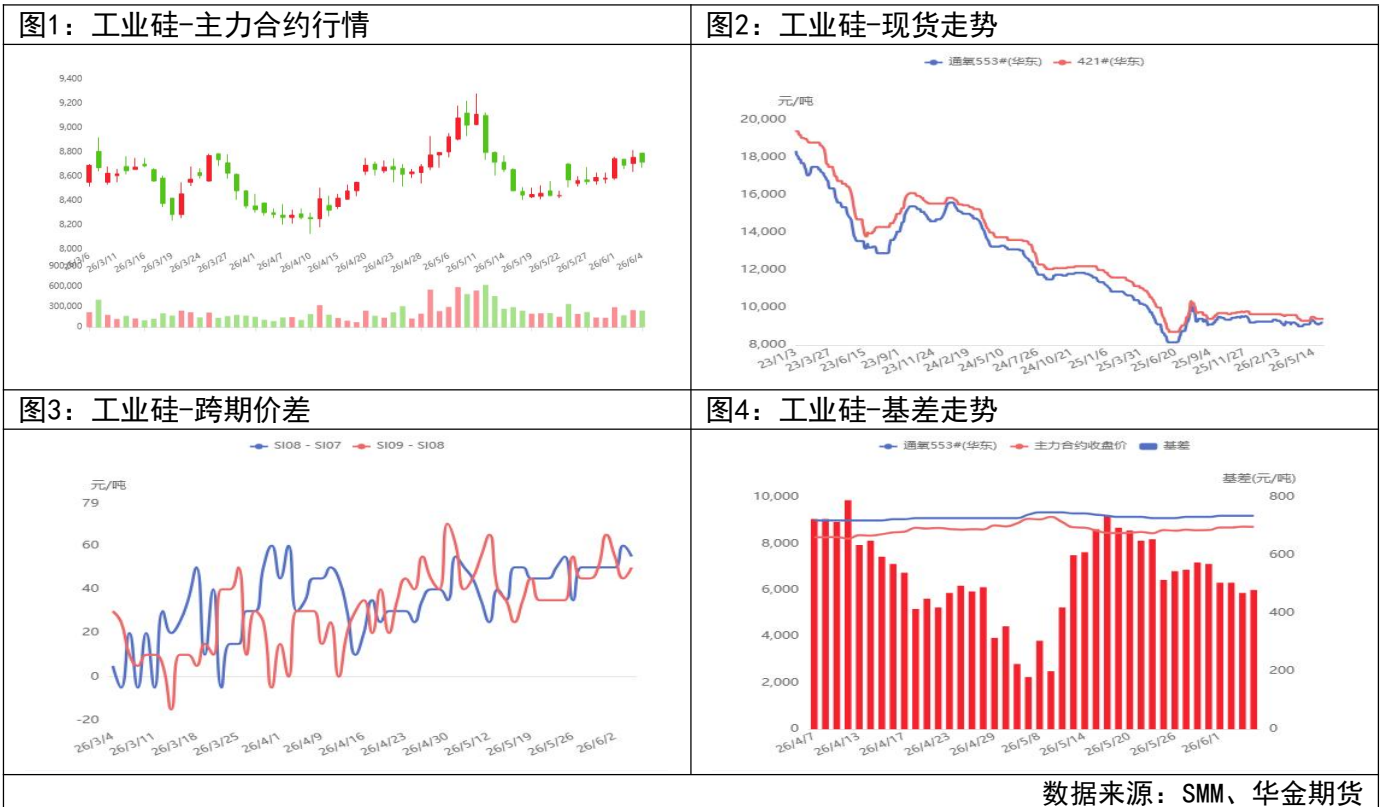 图1: 工业硅-主力合约行情
图2: 工业硅-现货走势
9,400
9,200
9,000
8,800
8,600
8,400
8,200
8,000
26/3/6 26/3/11 26/3/16 26/3/19 26/3/24 26/3/27 26/4/1 26/4/7 26/4/10 26/4/15 26/4/20 26/4/23 26/4/28 26/5/6 26/5/11 26/5/14 26/5/19 26/5/22 26/5/27 26/6/1 26/6/4
900,000
600,000
300,000
0
通氧553#(华东) 421#(华东)
元/吨
20,000
18,000
16,000
14,000
12,000
10,000
8,000
23/1/3 23/3/27 23/6/15 23/9/1 23/11/24 24/2/19 24/5/10 24/7/26 24/10/21 25/1/6 25/3/31 25/6/20 25/9/4 25/11/27 26/2/13 26/5/14
图3: 工业硅-跨期价差
图4: 工业硅-基差走势
SI08 - SI07 SI09 - SI08
元/吨
79
60
40
20
0
-20
26/3/4 26/3/11 26/3/18 26/3/25 26/4/1 26/4/9 26/4/16 26/4/23 26/4/30 26/5/12 26/5/19 26/5/26 26/6/2
通氧553#(华东) 主力合约收盘价 基差
基差(元/吨)
10,000 800
8,000
600
6,000
400
4,000
200
2,000
0 0
26/4/7 26/4/13 26/4/17 26/4/23 26/4/29 26/5/8 26/5/14 26/5/20 26/5/26 26/6/1
数据来源: SMM、华金期货